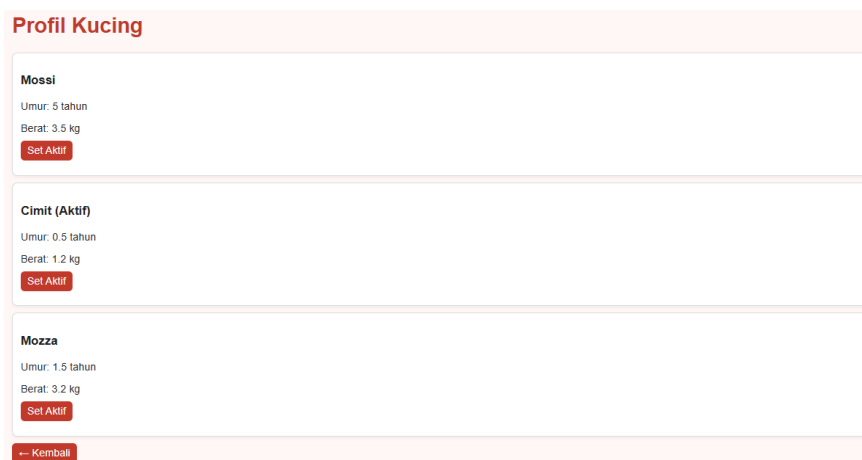 Profil Kucing
Mossi
Umur: 5 tahun
Berat: 3.5 kg
Set Aktif
Cimit (Aktif)
Umur: 0.5 tahun
Berat: 1.2 kg
Set Aktif
Mozza
Umur: 1.5 tahun
Berat: 3.2 kg
Set Aktif
← Kembali